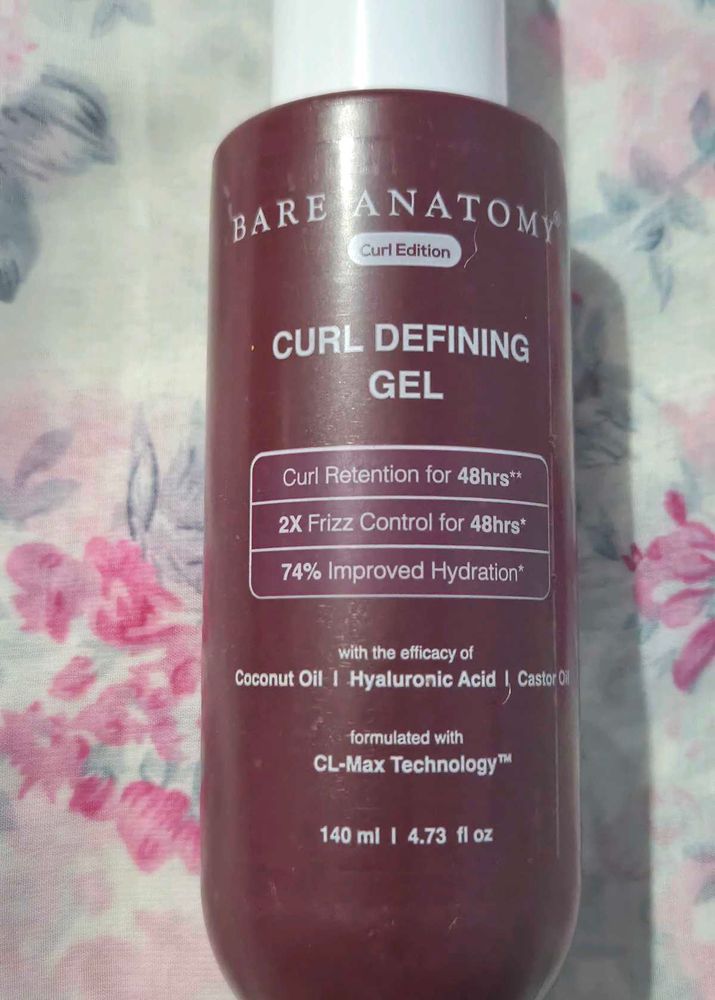 BARE ANATOMY®
Curl Edition
CURL DEFINING
GEL
Curl Retention for 48hrs**
2X Frizz Control for 48hrs*
74% Improved Hydration*
with the efficacy of
Coconut Oil | Hyaluronic Acid | Castor Oil
formulated with
CL-Max Technology™
140 ml | 4.73 fl oz